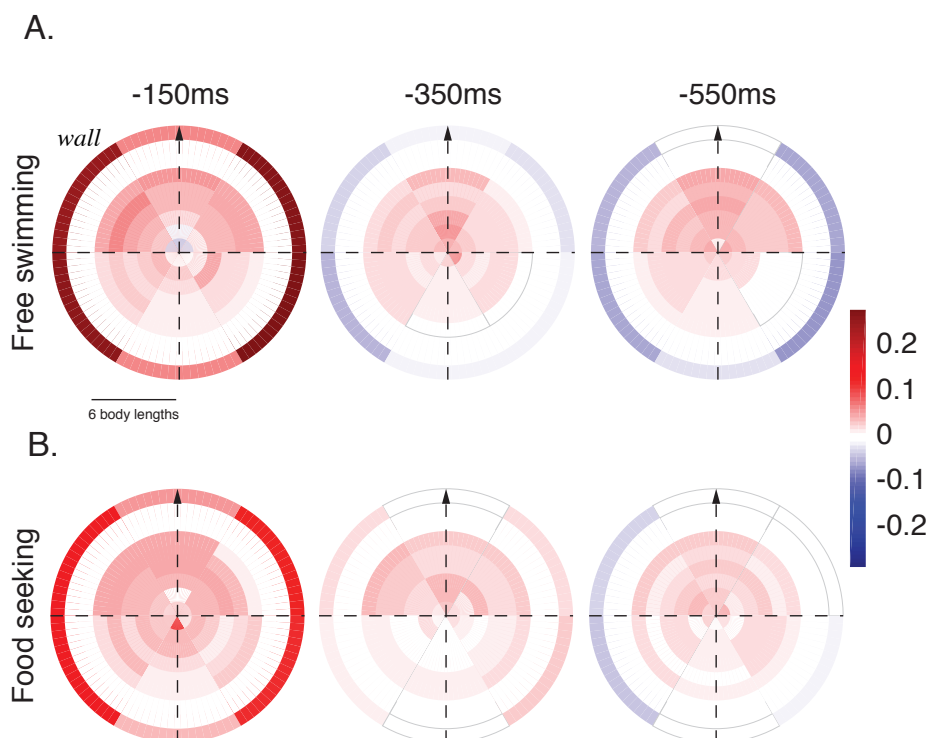 A.
-150ms
-350ms
-550ms
wall
Free swimming
6 body lengths
0.2
0.1
0
-0.1
-0.2
B.
Food seeking